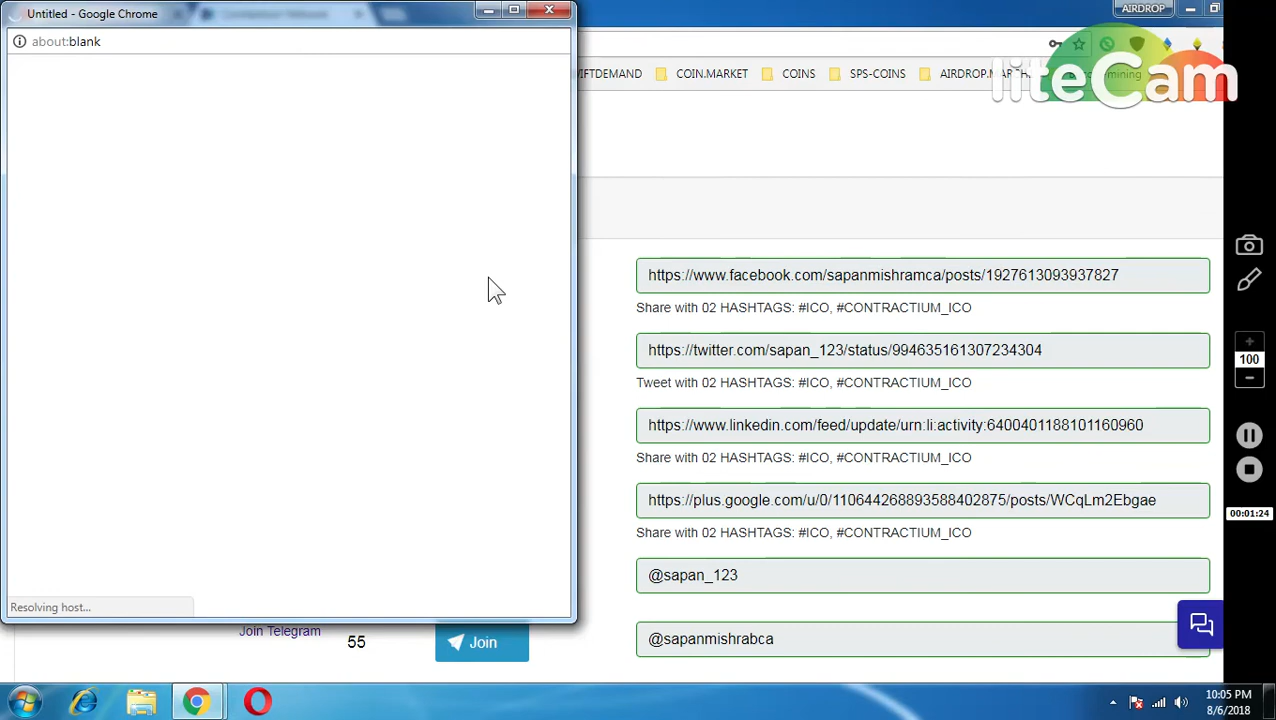 Untitled - Google Chrome
AIRDROP
about:blank
IFTDEMAND
COIN.MARKET
COINS
SPS-COINS
mining
liteCam
https://www.facebook.com/sapanmishramca/posts/1927613093937827
Share with 02 HASHTAGS: #ICO, #CONTRACTIUM_ICO
https://twitter.com/sapan_123/status/994635161307234304
Tweet with 02 HASHTAGS: #ICO, #CONTRACTIUM_ICO
100
https://www.linkedin.com/feed/update/urn:li:activity:6400401188101160960
Share with 02 HASHTAGS: #ICO, #CONTRACTIUM_ICO
https://plus.google.com/u/0/110644268893588402875/posts/WCqLm2Ebgae
00:01:24
Share with 02 HASHTAGS: #ICO, #CONTRACTIUM_ICO
@sapan_123
Resolving host...
Join Telegram
55
Join
@sapanmishrabca
10:05 PM
8/6/2018